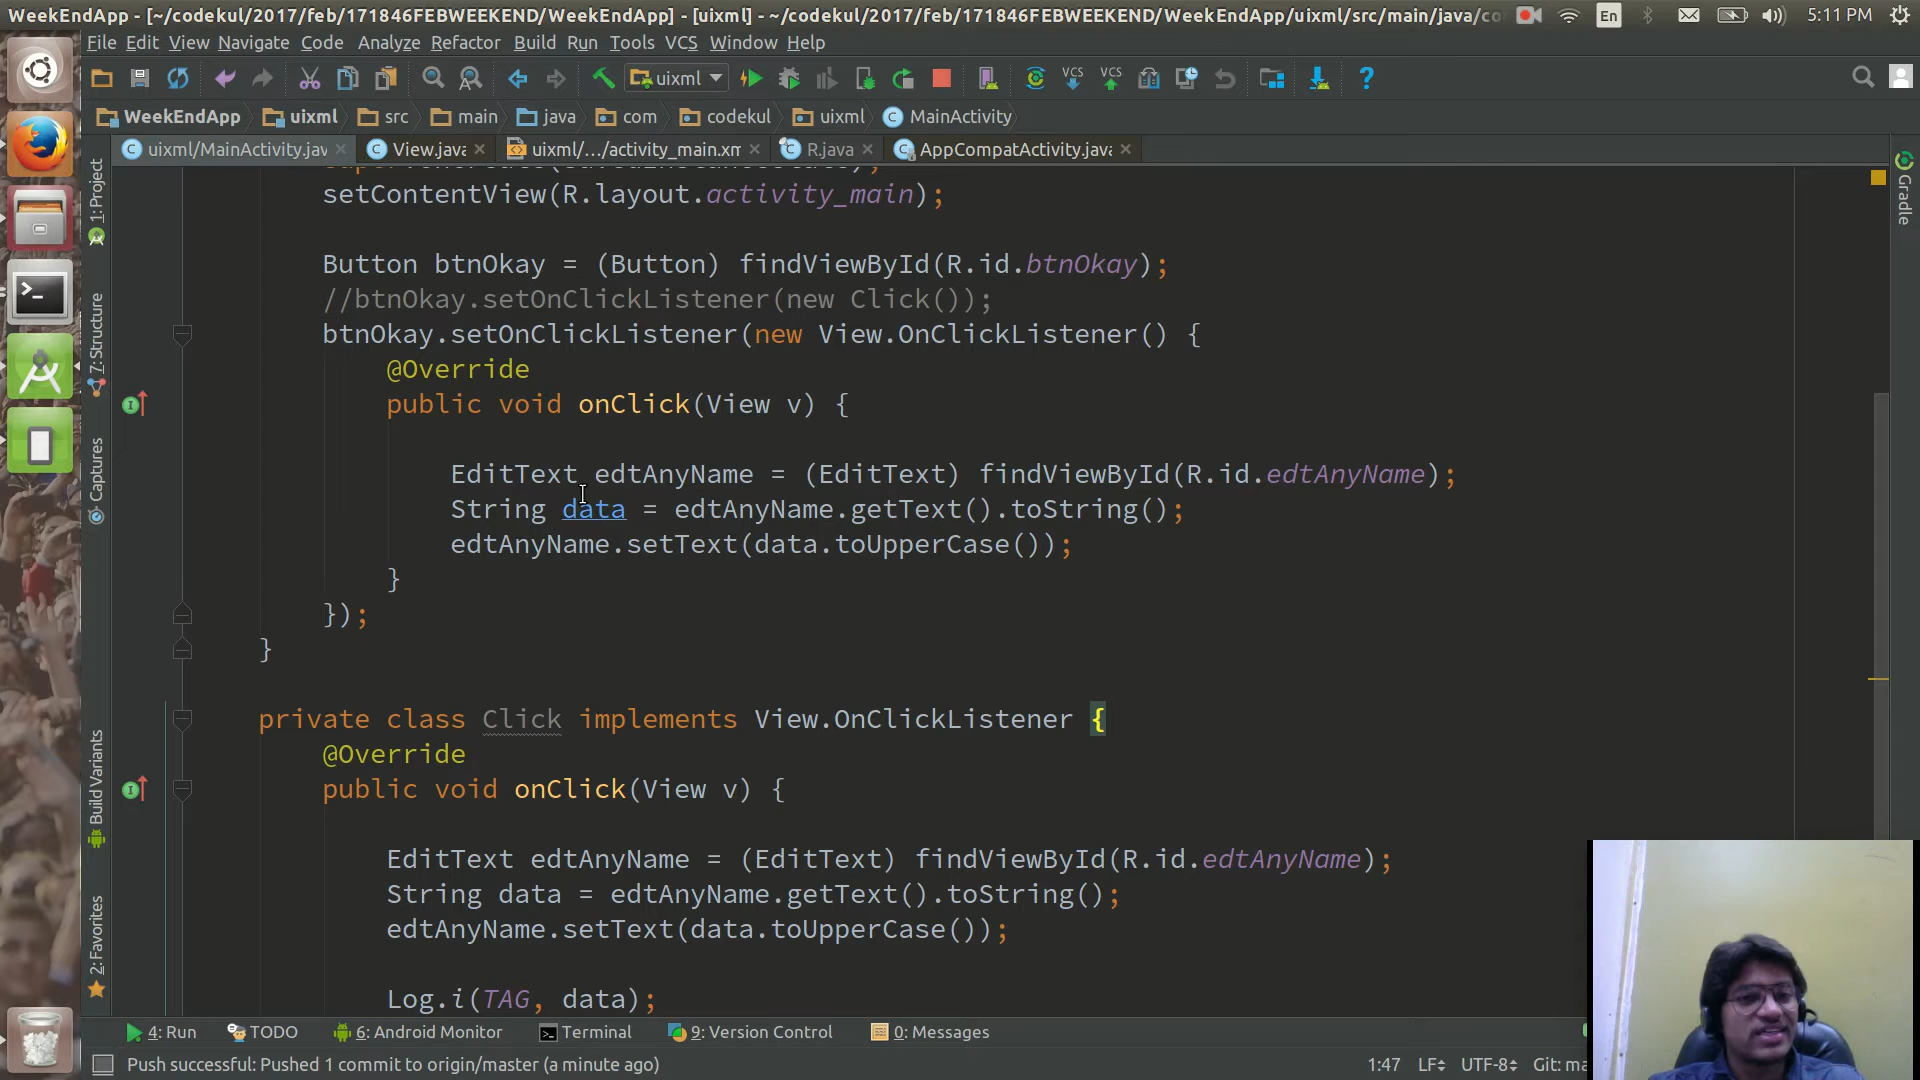 WeekEndApp - [~/codekul/2017/feb/171846FEBWEEKEND/WeekEndApp] - [uixml] - ~/codekul/2017/feb/171846FEBWEEKEND/WeekEndApp/uixml/src/main/java/co
En
5:11 PM
File Edit View Navigate Code Analyze Refactor Build Run Tools VCS Window Help
uixml
VCS
VCS
WeekEndApp uixml src main java com codekul uixml MainActivity
uixml/MainActivity.jav View.java uixml/.../activity_main.xm R.java AppCompatActivity.java
1: Project
7: Structure
Captures
Build Variants
2: Favorites
Gradle
setContentView(R.layout.activity_main);
Button btnOkay = (Button) findViewById(R.id.btnOkay);
//btnOkay.setOnClickListener(new Click());
btnOkay.setOnClickListener(new View.OnClickListener() {
@Override
public void onClick(View v) {
EditText edtAnyName = (EditText) findViewById(R.id.edtAnyName);
String data = edtAnyName.getText().toString();
edtAnyName.setText(data.toUpperCase());
}
});
}
private class Click implements View.OnClickListener {
@Override
public void onClick(View v) {
EditText edtAnyName = (EditText) findViewById(R.id.edtAnyName);
String data = edtAnyName.getText().toString();
edtAnyName.setText(data.toUpperCase());
Log.i(TAG, data);
4: Run TODO 6: Android Monitor Terminal 9: Version Control 0: Messages
Push successful: Pushed 1 commit to origin/master (a minute ago)
1:47 LF UTF-8 Git: ma